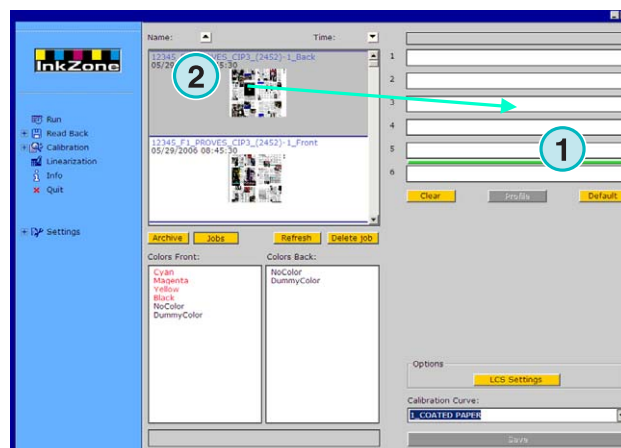 InkZone
Run
Read Back
Calibration
Linearization
Info
Quit
Settings
Name:
Time:
12345_F1_PROVES_CIP3_(2452)-1_Back
05/29/2006 08:45:30
12345_F1_PROVES_CIP3_(2452)-1_Front
05/29/2006 08:45:30
2
Archive
Jobs
Refresh
Delete job
Colors Front:
Cyan
Magenta
Yellow
Black
NoColor
DummyColor
Colors Back:
NoColor
DummyColor
1
2
3
4
5
6
1
Clear
Profile
Default
Options
LCS Settings
Calibration Curve:
1_COATED PAPER
Save